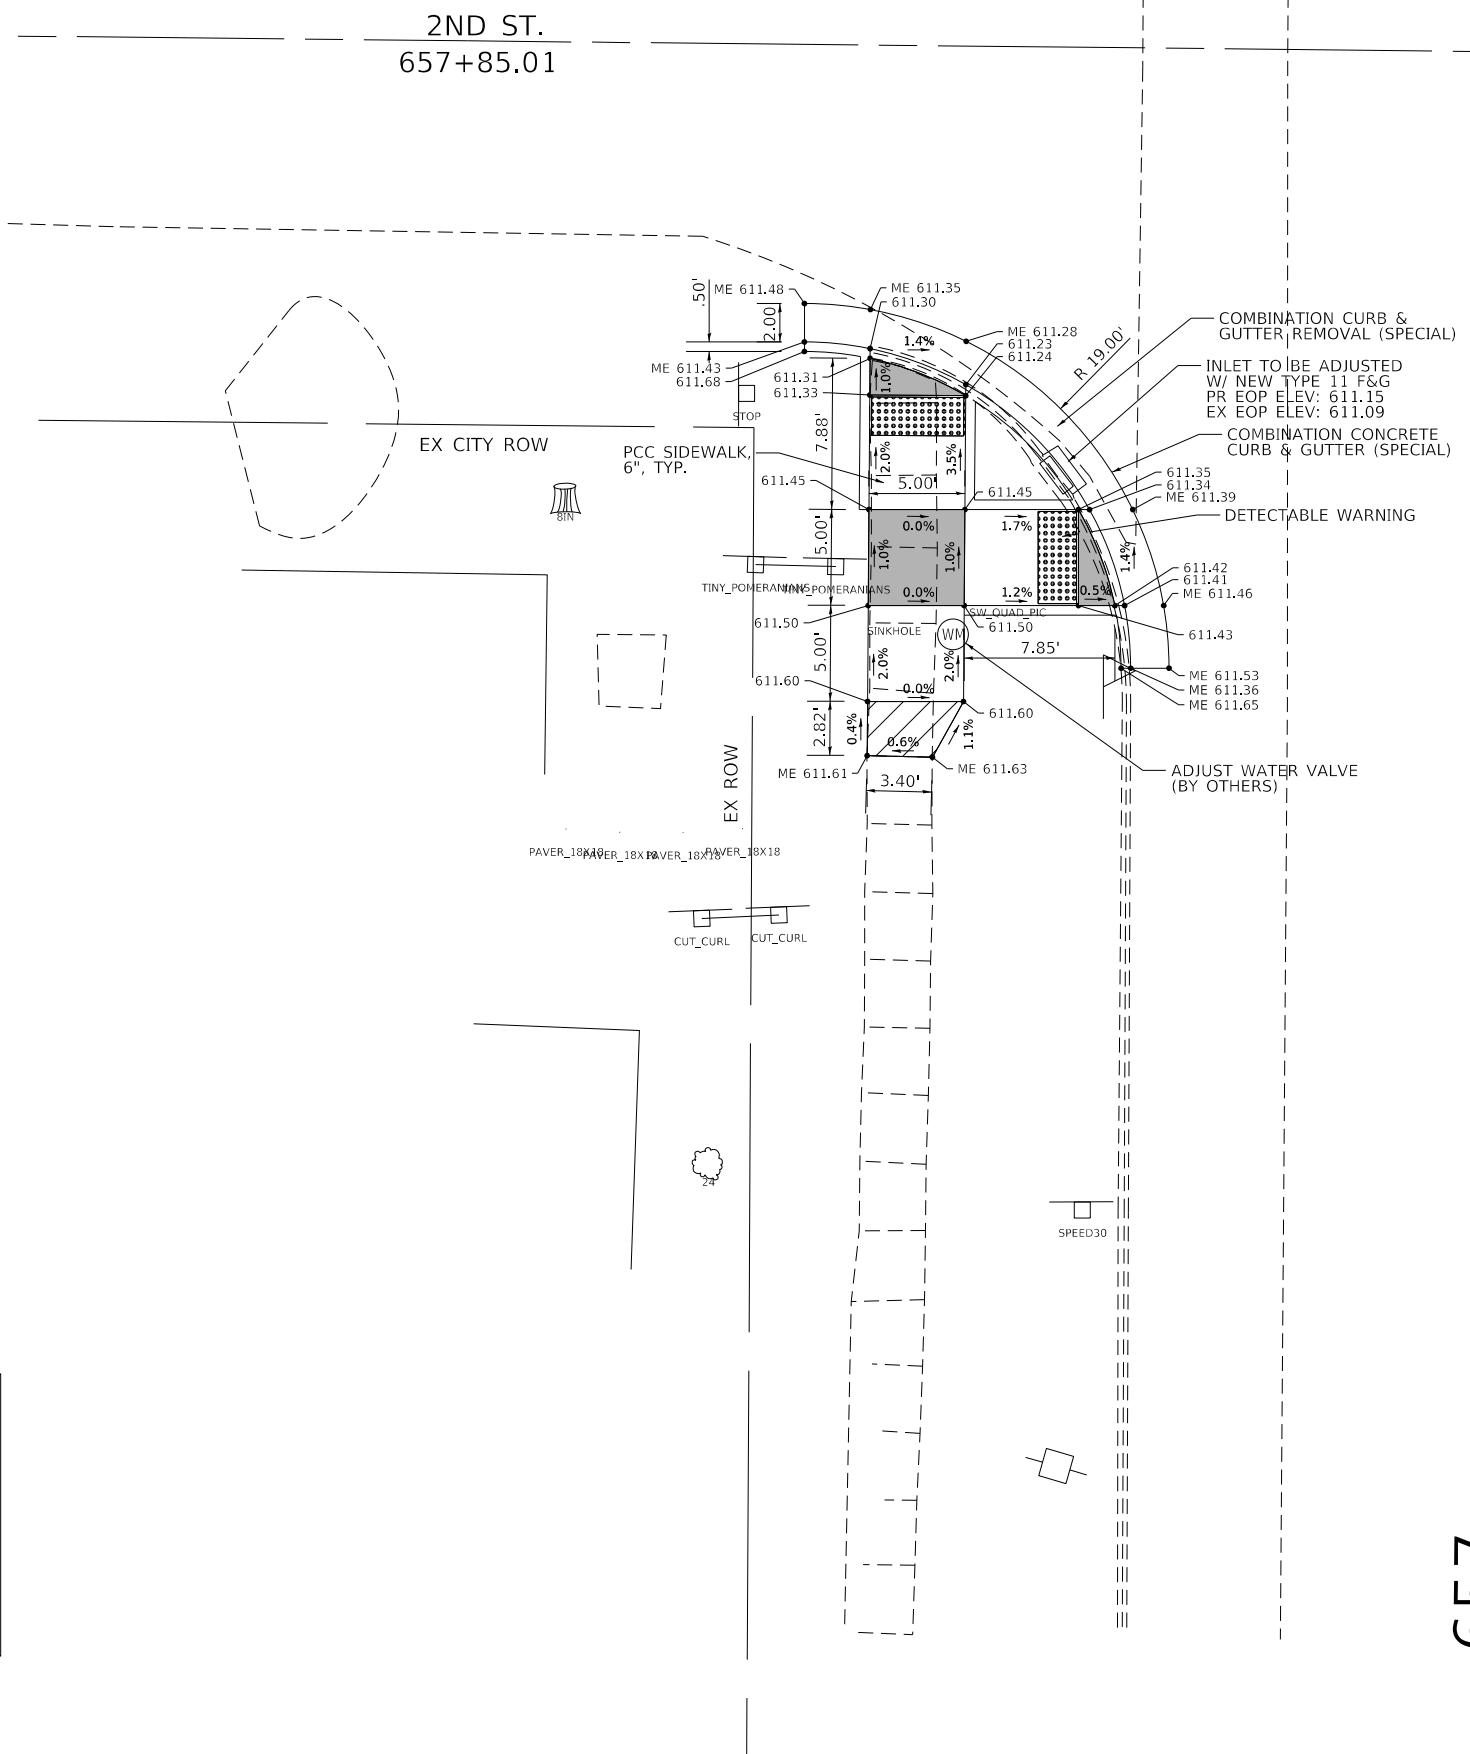 2ND ST.
657+85.01
.50'
2.00'
ME 611.48
ME 611.35
611.30
ME 611.28
611.23
611.24
1.4%
R 19.00'
COMBINATION CURB &
GUTTER REMOVAL (SPECIAL)
INLET TO BE ADJUSTED
W/ NEW TYPE 11 F&G
PR EOP ELEV: 611.15
EX EOP ELEV: 611.09
COMBINATION CONCRETE
CURB & GUTTER (SPECIAL)
ME 611.43
611.68
611.31
611.33
1.0%
STOP
7.88'
EX CITY ROW
PCC SIDEWALK,
6", TYP.
2.0%
3.5%
5.00'
611.45
611.45
611.35
611.34
ME 611.39
DETECTABLE WARNING
8IN
0.0%
1.7%
5.00'
1.0%
1.0%
1.4%
TINY_POMERANIANS
TINY_POMERANIANS
0.0%
1.2%
0.5%
611.42
611.41
ME 611.46
611.50
SINKHOLE
SW_QUAD_PIC
611.50
611.43
WM
7.85'
5.00'
2.0%
2.0%
611.60
0.0%
611.60
ME 611.53
ME 611.36
ME 611.65
2.82'
0.4%
0.6%
1.1%
ME 611.61
ME 611.63
3.40'
ADJUST WATER VALVE
(BY OTHERS)
EX ROW
PAVER_18X18
PAVER_18X18
PAVER_18X18
PAVER_18X18
CUT_CURL
CUT_CURL
24
SPEED30
657